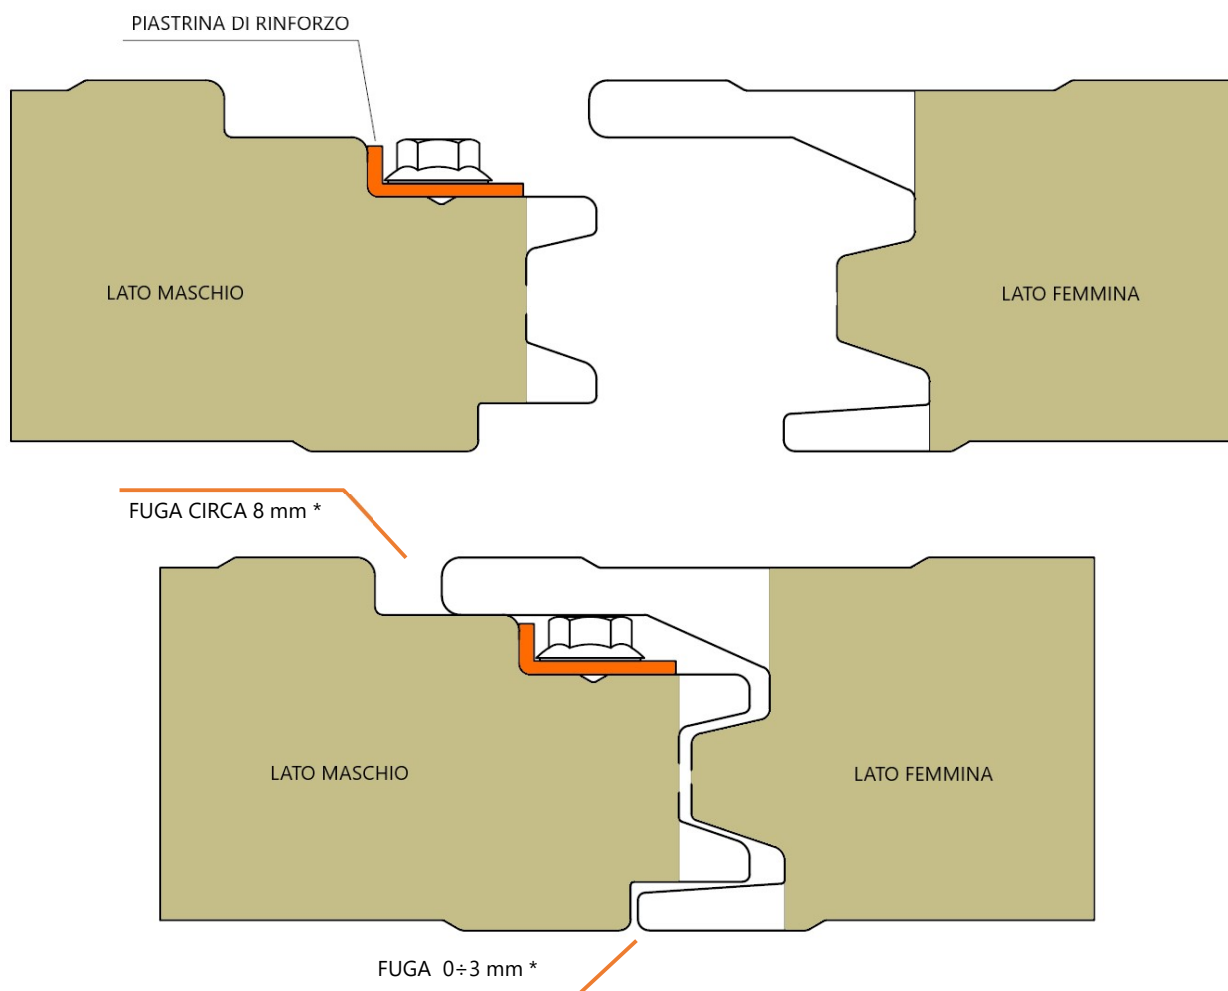 PIASTRINA DI RINFORZO
LATO MASCHIO
LATO FEMMINA
FUGA CIRCA 8 mm *
LATO MASCHIO
LATO FEMMINA
FUGA 0÷3 mm *